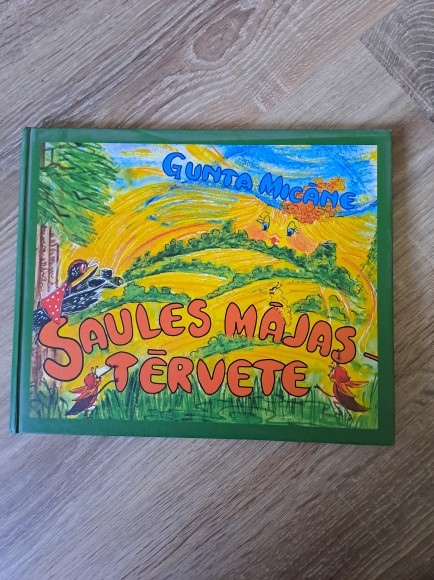 GUNTA MICĀNE
SAULES MĀJAS -
TĒRVETE